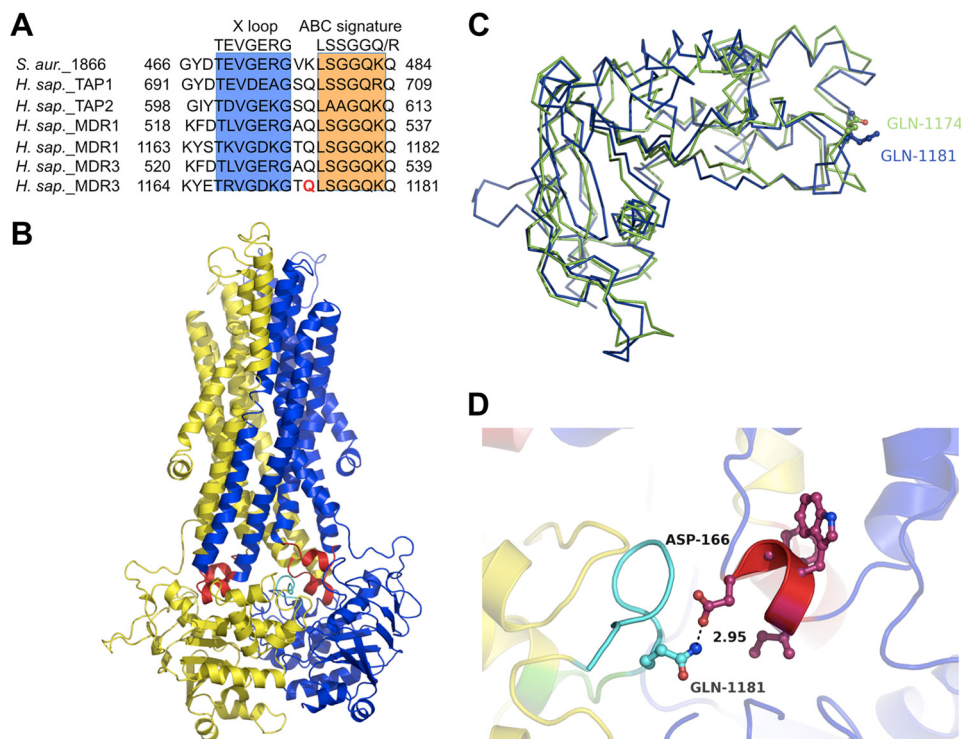 A
X loop ABC signature
TEVGERG LSSGGQ/R
S. aur._1866 466 GYDTEVGERGVKLSGGQKQ 484
H. sap._TAP1 691 GYDTEVDEAGSQLSGGQRQ 709
H. sap._TAP2 598 GIYTDVGEKGSQLAAGQKQ 613
H. sap._MDR1 518 KFDTLVGERGAQLSGGQKQ 537
H. sap._MDR1 1163 KYSTKVGDKGTQLSGGQKQ 1182
H. sap._MDR3 520 KFDTLVGERGAQLSGGQKQ 539
H. sap._MDR3 1164 KYETRVGDKGTQLSGGQKQ 1181
B
C
GLN-1174
GLN-1181
D
ASP-166
2.95
GLN-1181